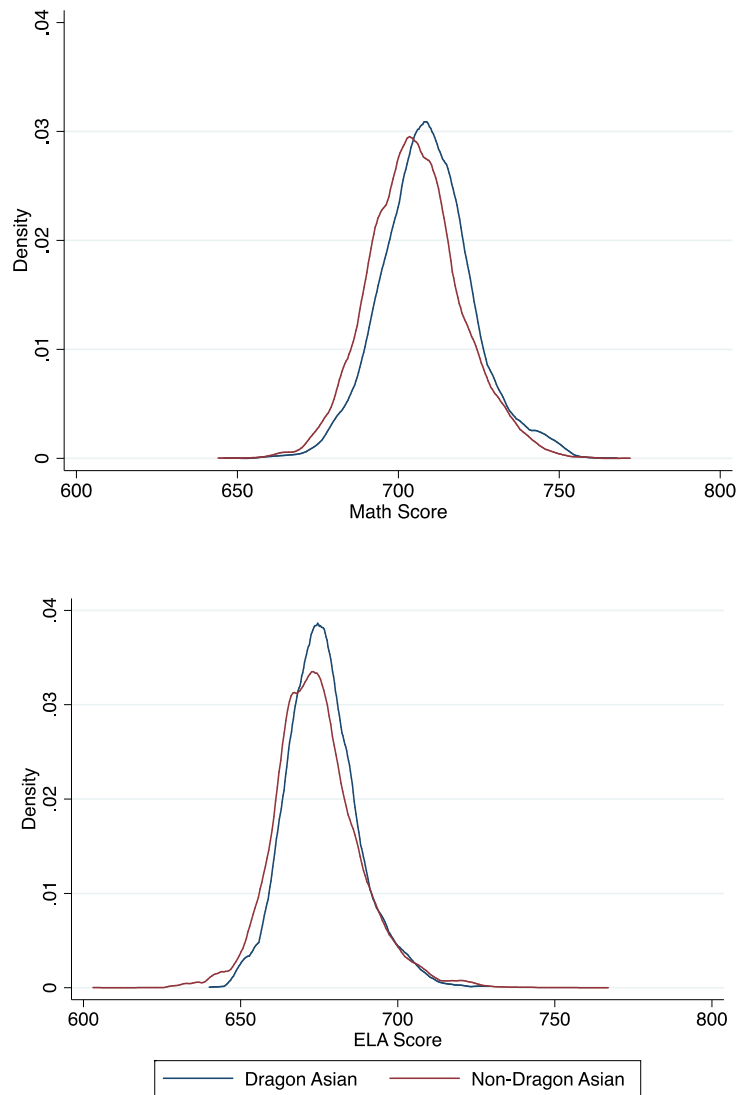 .04
.03
.02
.01
0
Density
600 650 700 750 800
Math Score
.04
.03
.02
.01
0
Density
600 650 700 750 800
ELA Score
Dragon Asian Non-Dragon Asian